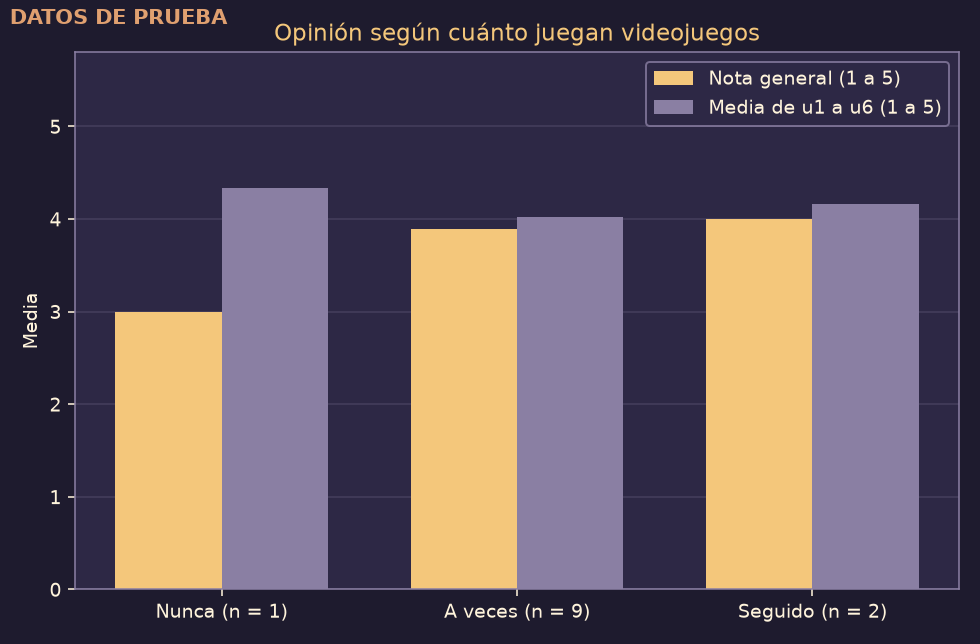 DATOS DE PRUEBA
Opinión según cuánto juegan videojuegos
Nota general (1 a 5)
Media de u1 a u6 (1 a 5)
Media
5
4
3
2
1
0
Nunca (n = 1)
A veces (n = 9)
Seguido (n = 2)